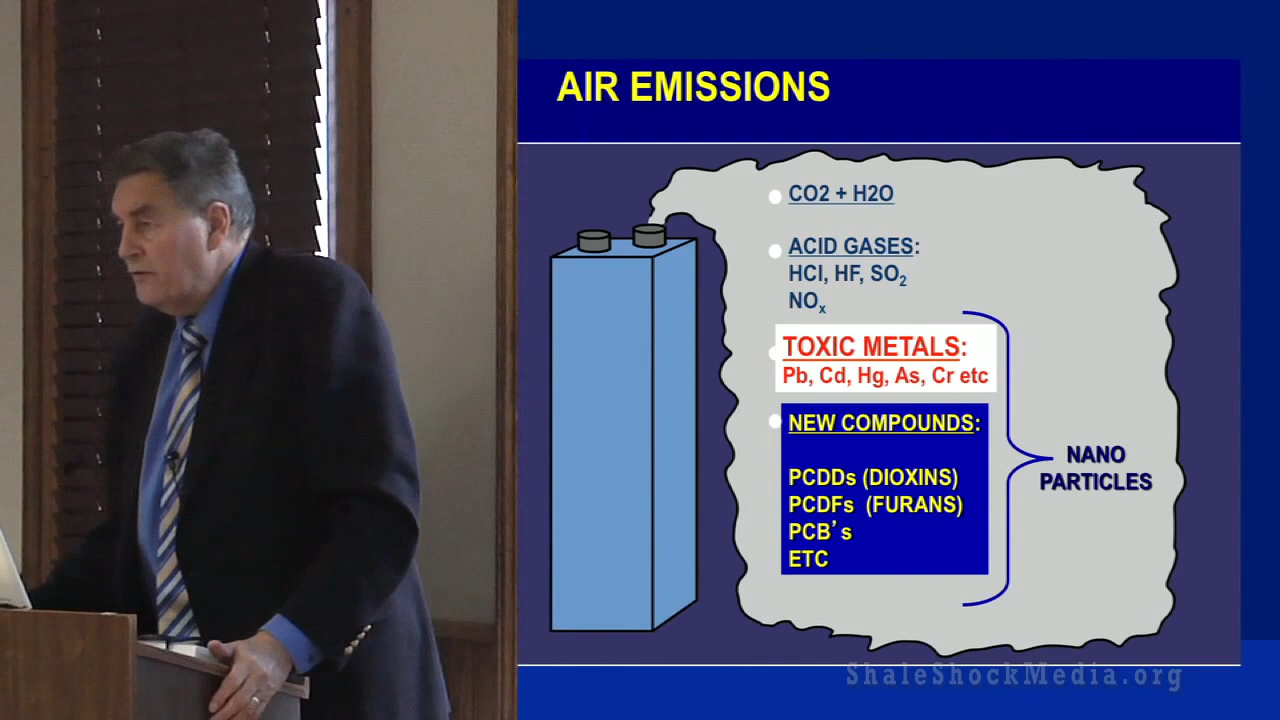 AIR EMISSIONS
CO2 + H2O
ACID GASES:
HCl, HF, SO₂
NOₓ
TOXIC METALS:
Pb, Cd, Hg, As, Cr etc
NEW COMPOUNDS:
PCDDs (DIOXINS)
PCDFs (FURANS)
PCB’s
ETC
NANO
PARTICLES
ShaleShockMedia.org